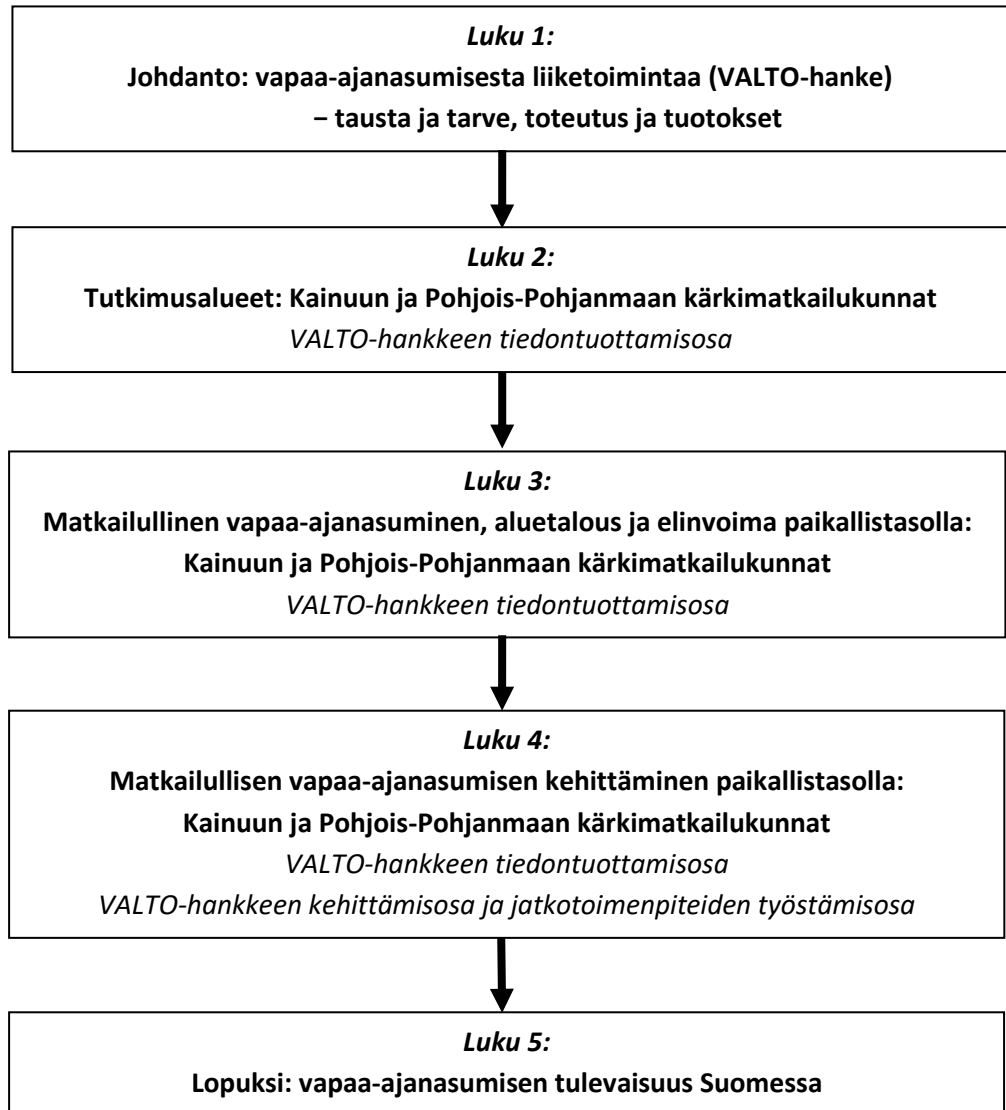 Luku 1:
Johdanto: vapaa-ajanasumisesta liiketoimintaa (VALTO-hanke)
– tausta ja tarve, toteutus ja tuotokset
Luku 2:
Tutkimusalueet: Kainuun ja Pohjois-Pohjanmaan kärkimatkailukunnat
VALTO-hankkeen tiedontuottamisosa
Luku 3:
Matkailullinen vapaa-ajanasuminen, aluetalous ja elinvoima paikallistasolla:
Kainuun ja Pohjois-Pohjanmaan kärkimatkailukunnat
VALTO-hankkeen tiedontuottamisosa
Luku 4:
Matkailullisen vapaa-ajanasumisen kehittäminen paikallistasolla:
Kainuun ja Pohjois-Pohjanmaan kärkimatkailukunnat
VALTO-hankkeen tiedontuottamisosa
VALTO-hankkeen kehittämisosa ja jatkotoimenpiteiden työstämisosa
Luku 5:
Lopuksi: vapaa-ajanasumisen tulevaisuus Suomessa